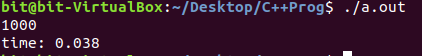 bit@bit-VirtualBox:~/Desktop/C++Prog$ ./a.out
1000
time: 0.038